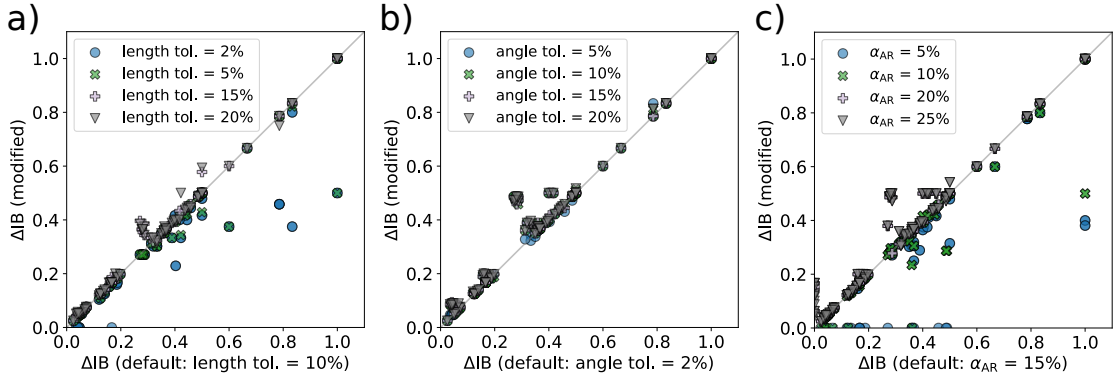 a)
ΔIB (modified)
1.0
0.8
0.6
0.4
0.2
0.0
length tol. = 2%
length tol. = 5%
length tol. = 15%
length tol. = 20%
0.0 0.2 0.4 0.6 0.8 1.0
ΔIB (default: length tol. = 10%)
b)
ΔIB (modified)
1.0
0.8
0.6
0.4
0.2
0.0
angle tol. = 5%
angle tol. = 10%
angle tol. = 15%
angle tol. = 20%
0.0 0.2 0.4 0.6 0.8 1.0
ΔIB (default: angle tol. = 2%)
c)
ΔIB (modified)
1.0
0.8
0.6
0.4
0.2
0.0
αAR = 5%
αAR = 10%
αAR = 20%
αAR = 25%
0.0 0.2 0.4 0.6 0.8 1.0
ΔIB (default: αAR = 15%)